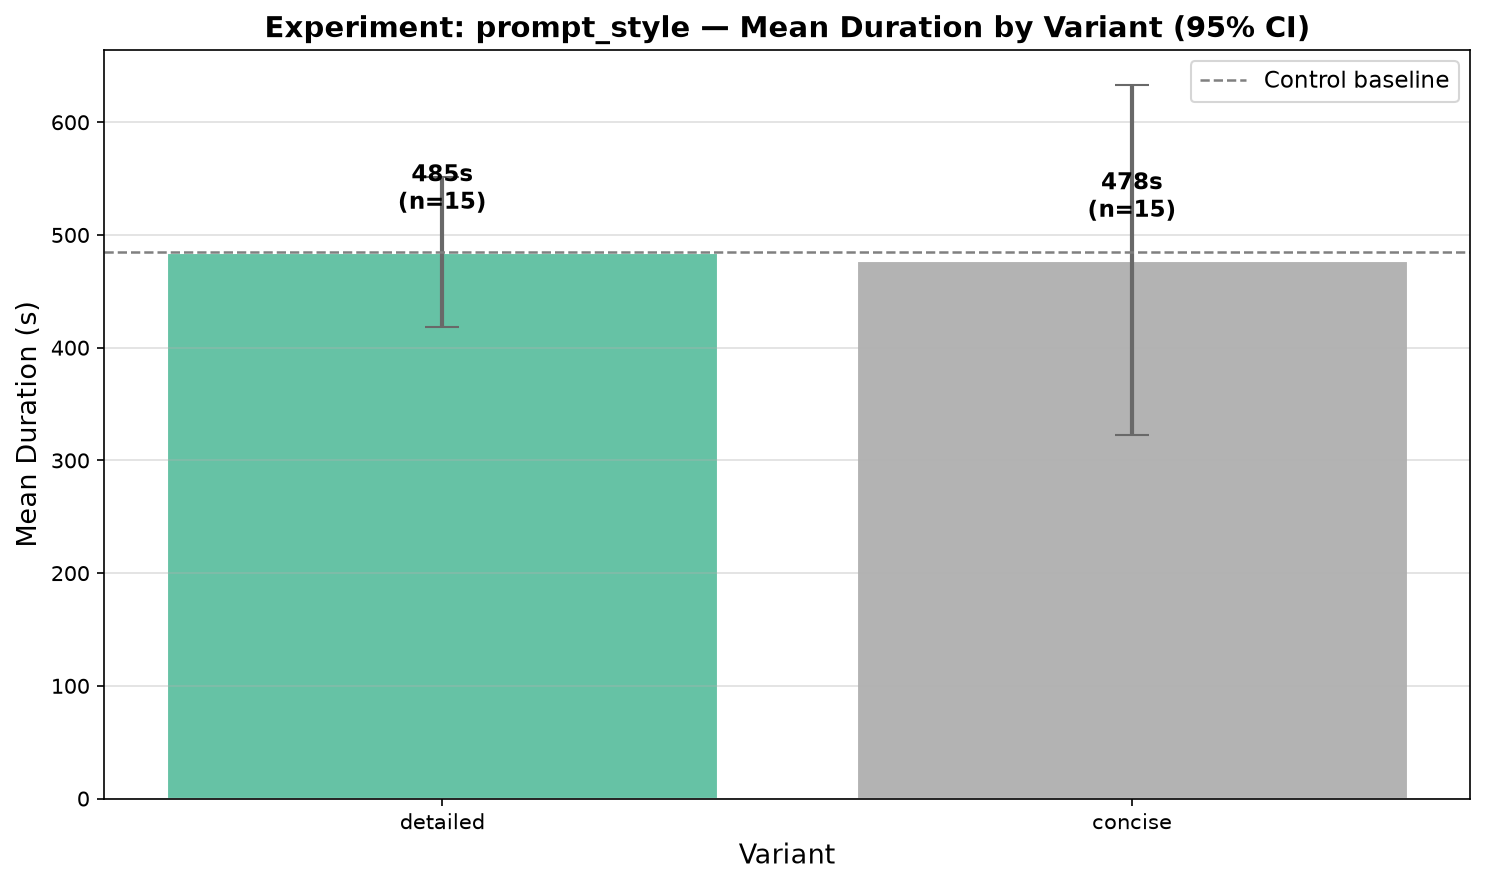 Experiment: prompt_style — Mean Duration by Variant (95% CI)
Control baseline
600
500
400
300
200
100
0
Mean Duration (s)
485s
(n=15)
478s
(n=15)
detailed
concise
Variant